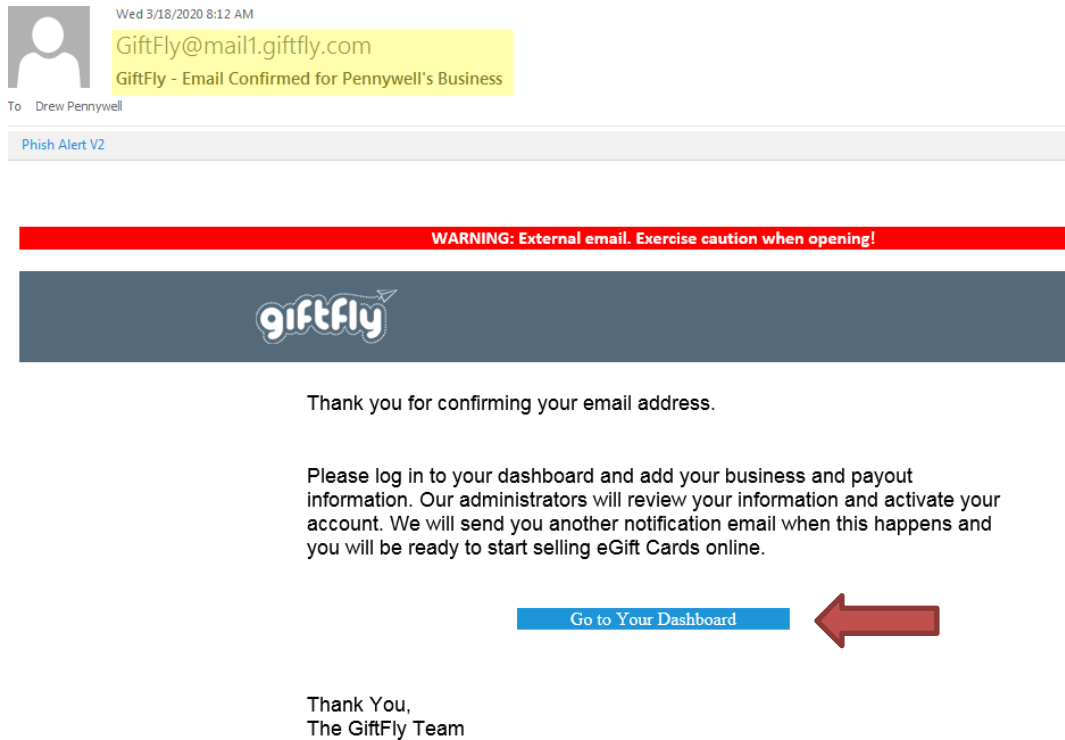 Wed 3/18/2020 8:12 AM
GiftFly@mail1.giftfly.com
GiftFly - Email Confirmed for Pennywell's Business
To Drew Pennywell
Phish Alert V2
WARNING: External email. Exercise caution when opening!
giftfly
Thank you for confirming your email address.
Please log in to your dashboard and add your business and payout
information. Our administrators will review your information and activate your
account. We will send you another notification email when this happens and
you will be ready to start selling eGift Cards online.
Go to Your Dashboard
Thank You,
The GiftFly Team